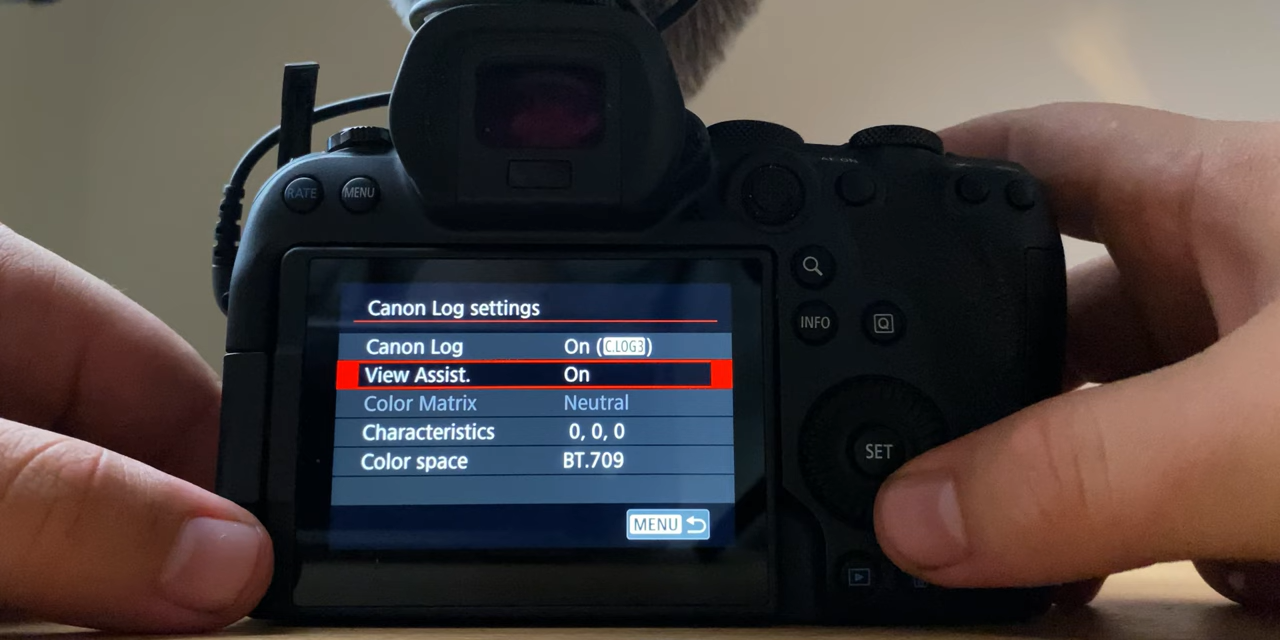 RATE
MENU
Canon Log settings
Canon Log On (C.LOG3)
View Assist. On
Color Matrix Neutral
Characteristics 0, 0, 0
Color space BT.709
MENU
INFO
Q
SET